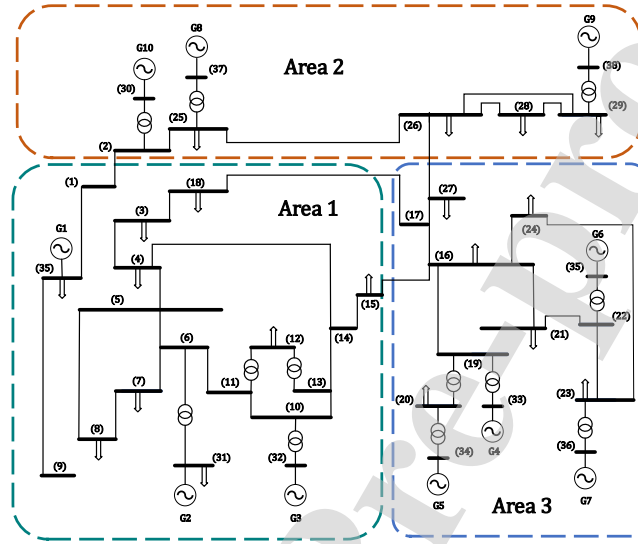 G8
G9
G10
Area 2
(37)
(38)
(30)
(25)
(28)
(29)
(26)
(2)
(1)
(18)
Area 1
(27)
(3)
(17)
(24)
G1
G6
(4)
(16)
(35)
(35)
(15)
(5)
(22)
(14)
(21)
(6)
(12)
(19)
(7)
(11)
(13)
(20)
(33)
(23)
(10)
(8)
(9)
(31)
(32)
(34)
G4
(36)
G2
G3
G5
G7
Area 3
Pre-pro